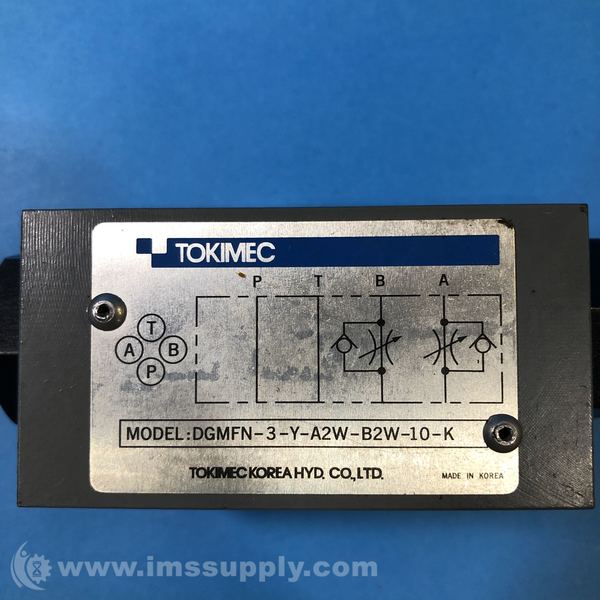 TOKIMEC
P T B A
T
A B
P
MODEL:DGMFN-3-Y-A2W-B2W-10-K
TOKIMEC KOREA HYD. CO., LTD.
MADE IN KOREA
www.imssupply.com